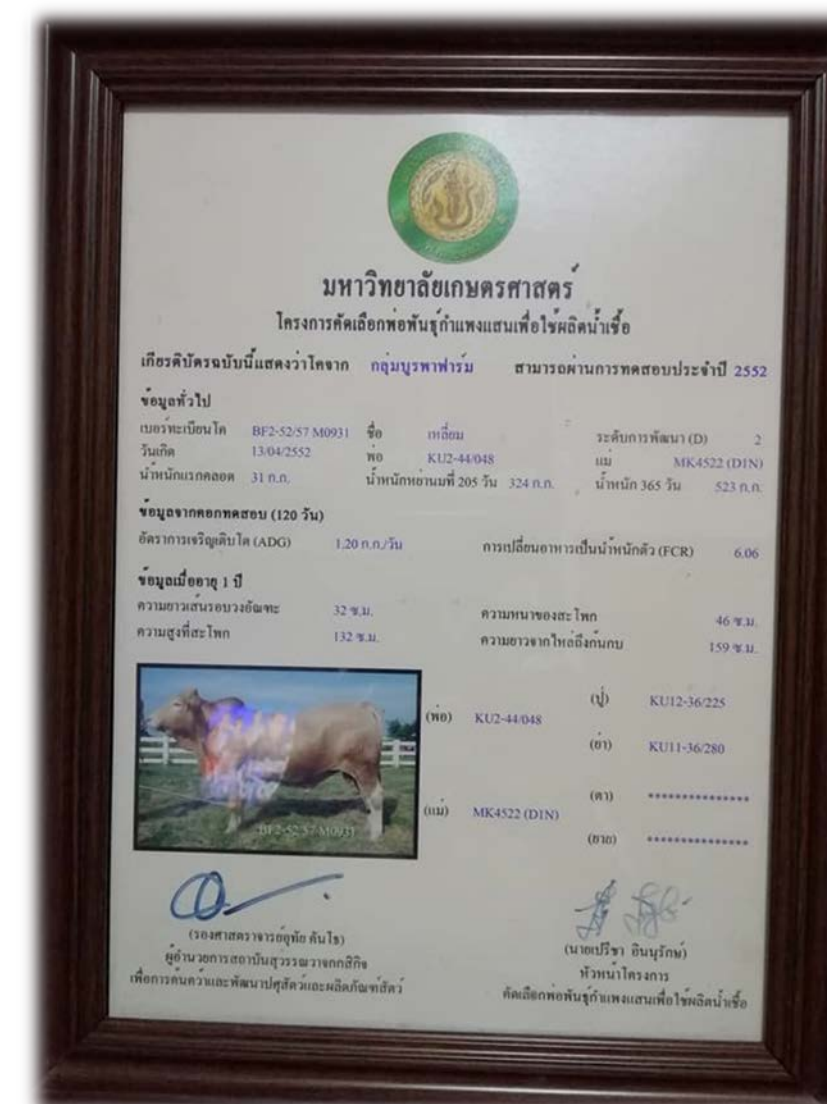 มหาวิทยาลัยเกษตรศาสตร์
โครงการคัดเลือกพ่อพันธุ์กำแพงแสนเพื่อใช้ผลิตน้ำเชื้อ
เกียรติบัตรฉบับนี้แสดงว่าโคจาก กลุ่มบูรพาฟาร์ม สามารถผ่านการทดสอบประจำปี 2552
ข้อมูลทั่วไป
เบอร์ทะเบียนโค BF2-52/57 M0931 ชื่อ เหลี่ยม ระดับการพัฒนา (D) 2
วันเกิด 13/04/2552 พ่อ KU2-44/048 แม่ MK4522 (D1N)
น้ำหนักแรกคลอด 31 ก.ก. น้ำหนักหย่านมที่ 205 วัน 324 ก.ก. น้ำหนัก 365 วัน 523 ก.ก.
ข้อมูลจากคอกทดสอบ (120 วัน)
อัตราการเจริญเติบโต (ADG) 1.20 ก.ก./วัน การเปลี่ยนอาหารเป็นน้ำหนักตัว (FCR) 6.06
ข้อมูลเมื่ออายุ 1 ปี
ความยาวเส้นรอบวงอัณฑะ 32 ซ.ม. ความหนาของสะโพก 46 ซ.ม.
ความสูงที่สะโพก 132 ซ.ม. ความยาวจากไหล่ถึงก้นกบ 159 ซ.ม.
(ปู่) KU12-36/225
(พ่อ) KU2-44/048
(ย่า) KU11-36/280
(ตา) ***************
(แม่) MK4522 (D1N)
(ยาย) ***************
BF2-52/57 M0931
(รองศาสตราจารย์อุทัย คันโธ)
ผู้อำนวยการสถาบันสุวรรณวาจกกสิกิจ
เพื่อการค้นคว้าและพัฒนาปศุสัตว์และผลิตภัณฑ์สัตว์
(นายปรีชา อินนุรักษ์)
หัวหน้าโครงการ
คัดเลือกพ่อพันธุ์กำแพงแสนเพื่อใช้ผลิตน้ำเชื้อ